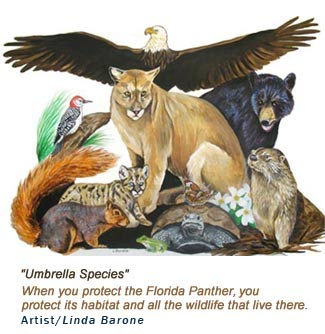 "Umbrella Species"
When you protect the Florida Panther, you
protect its habitat and all the wildlife that live there.
Artist/Linda Barone